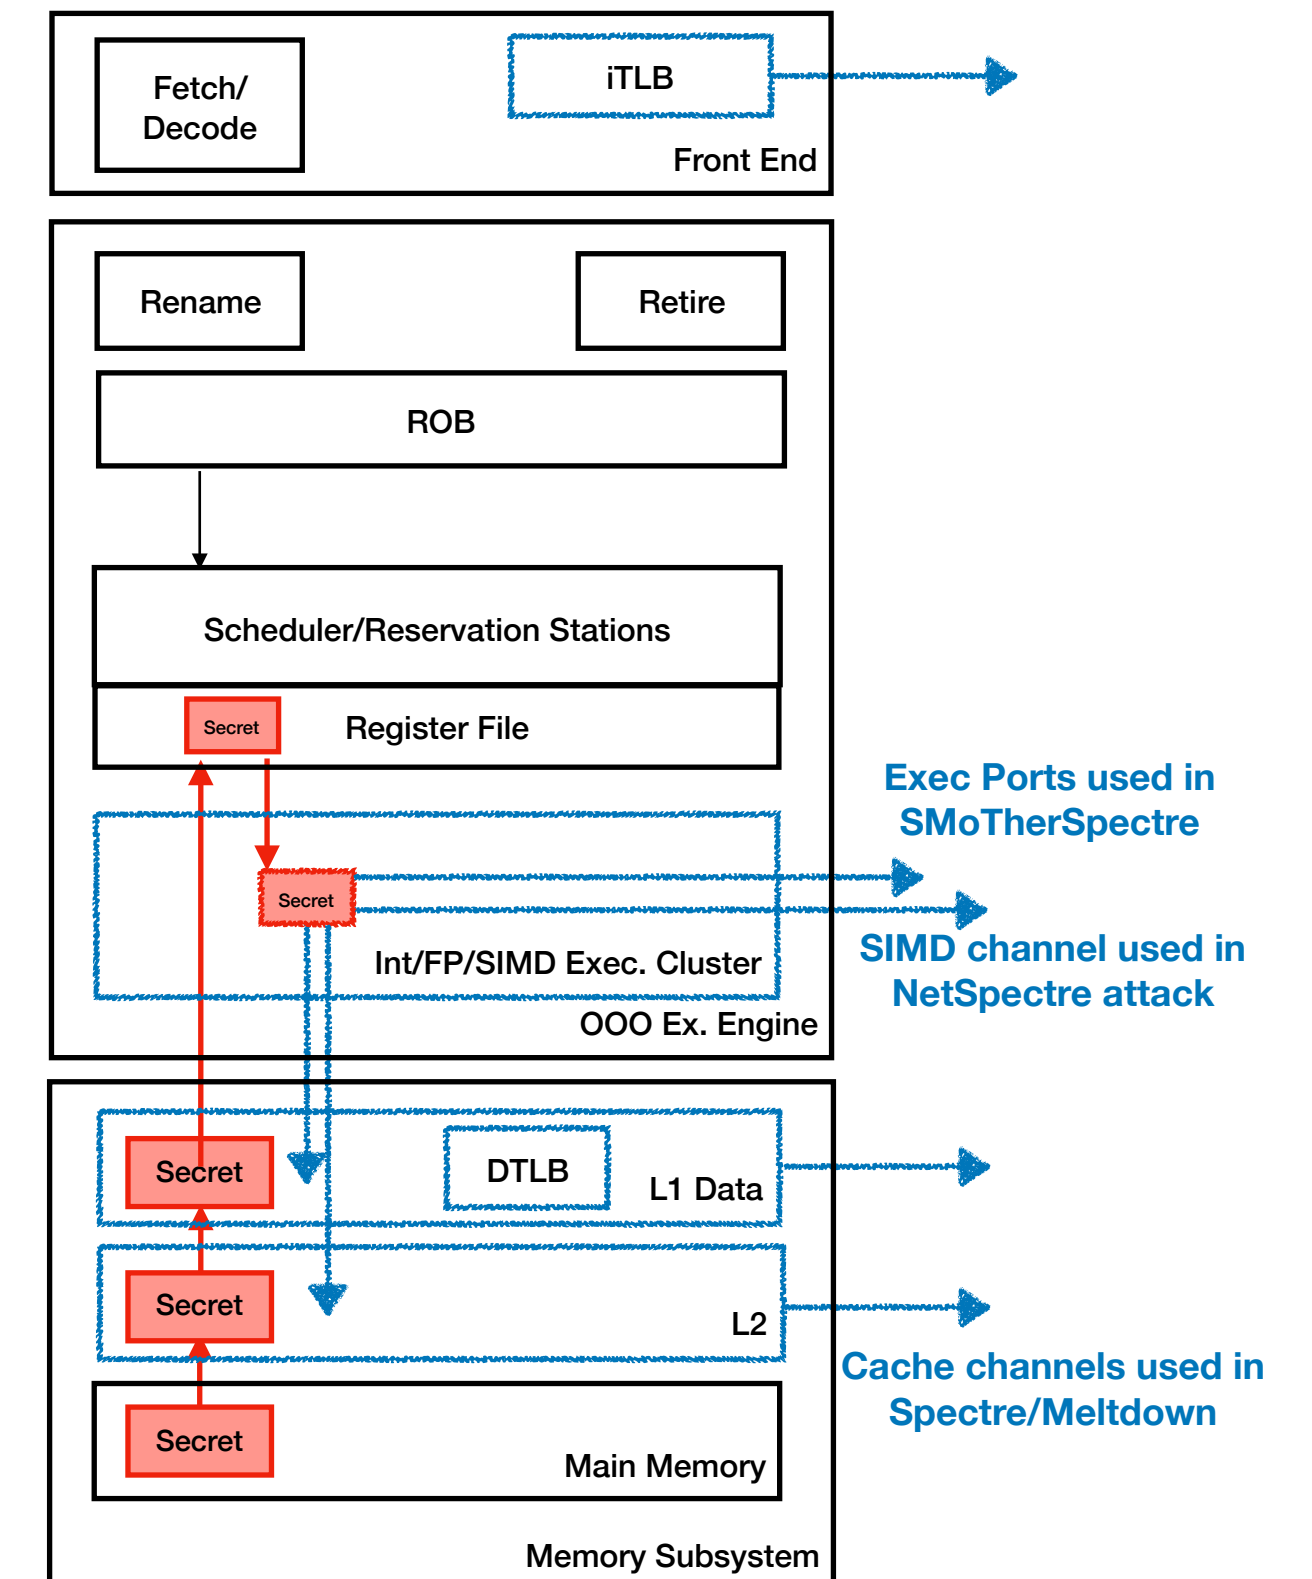 Fetch/
Decode
iTLB
Front End
Rename
Retire
ROB
Scheduler/Reservation Stations
Secret
Register File
Exec Ports used in
SMoTherSpectre
Secret
SIMD channel used in
NetSpectre attack
Int/FP/SIMD Exec. Cluster
OOO Ex. Engine
Secret
DTLB
L1 Data
Secret
L2
Cache channels used in
Spectre/Meltdown
Secret
Main Memory
Memory Subsystem